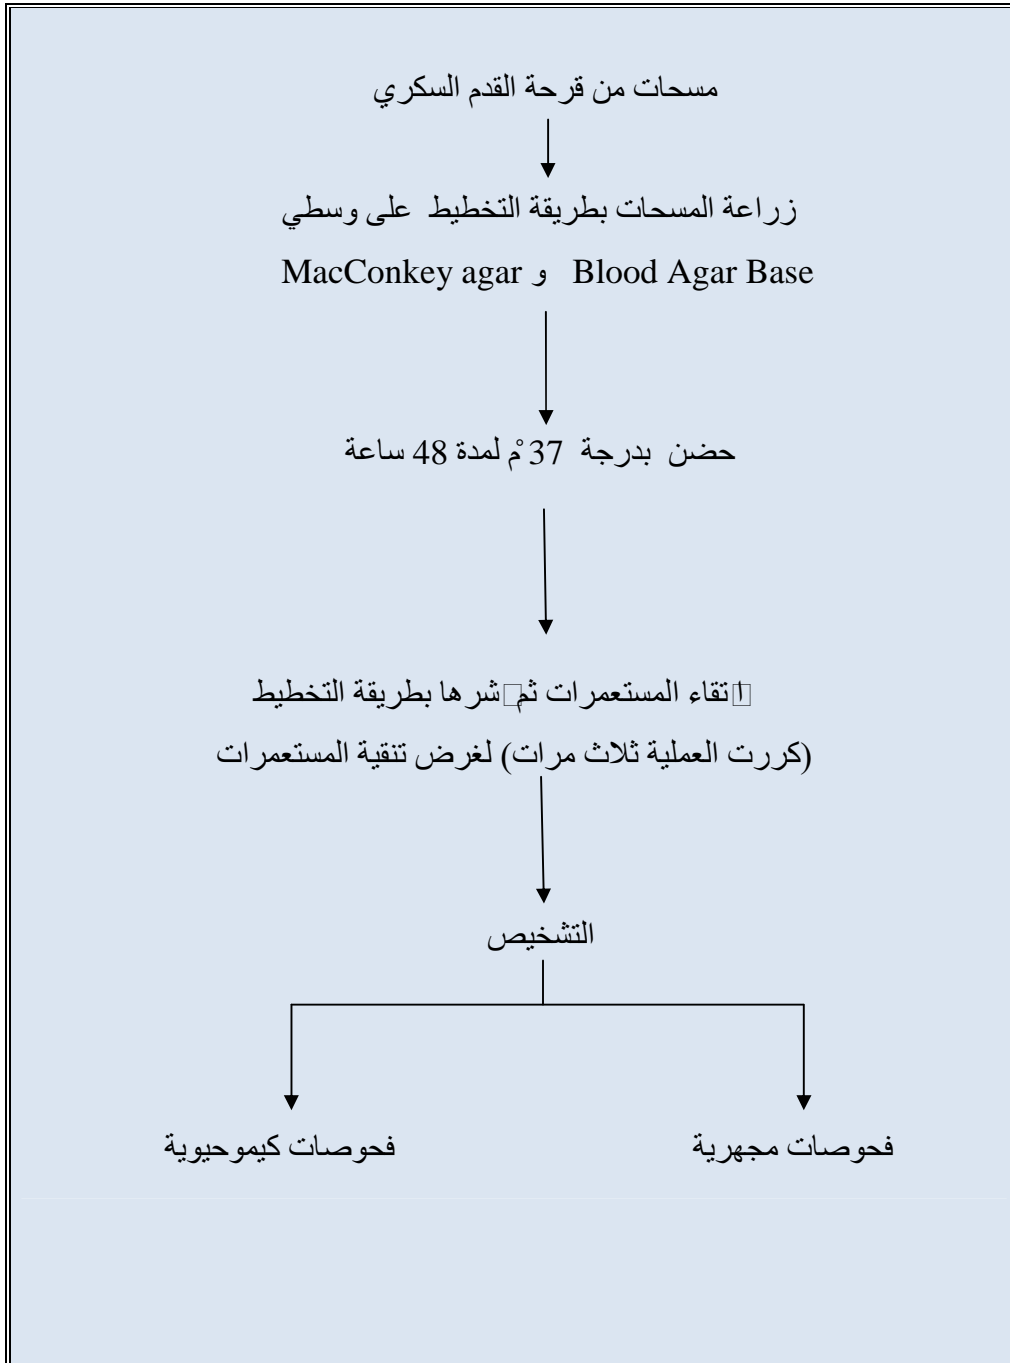 مسحات من قرحة القدم السكري
زراعة المسحات بطريقة التخطيط على وسطي
MacConkey agar و Blood Agar Base
حضن بدرجة 37 ْم لمدة 48 ساعة
المستعمرات ثم بطريقة التخطيط
(كررت العملية ثلاث مرات) لغرض تنقية المستعمرات
التشخيص
فحوصات مجهرية
فحوصات كيموحيوية